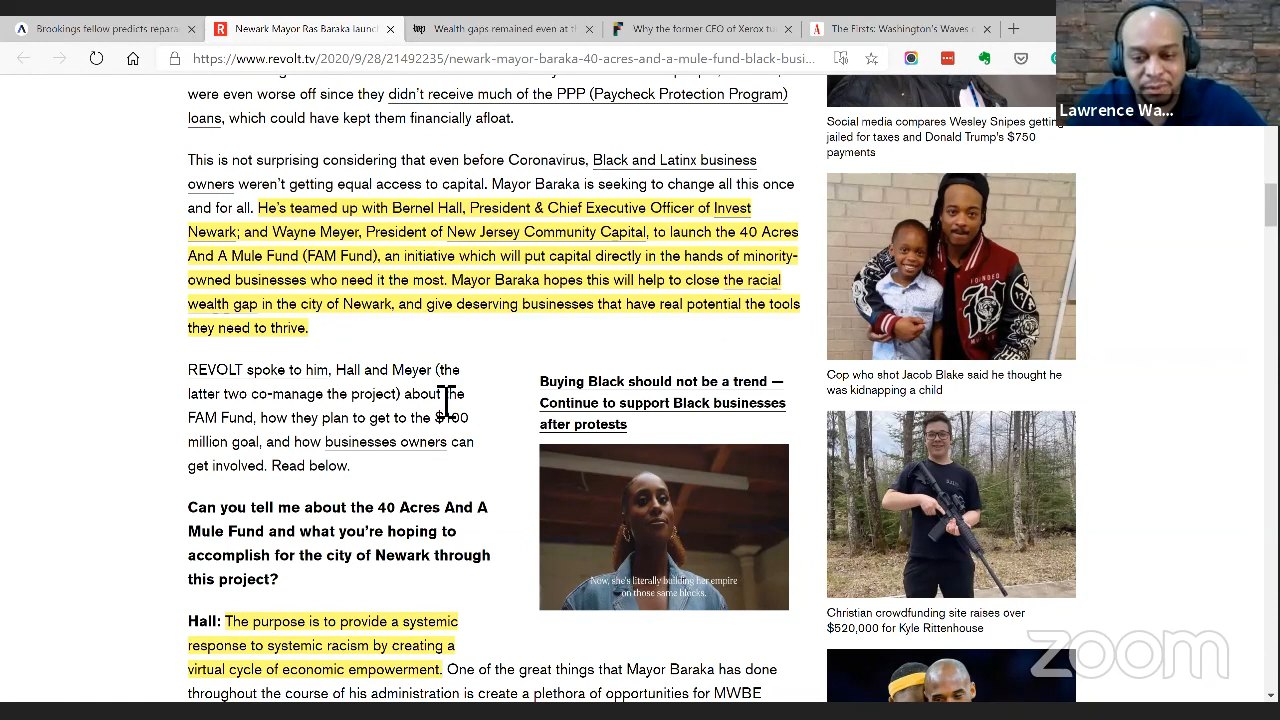 Brookings fellow predicts repara
Newark Mayor Ras Baraka launc
Wealth gaps remained even at th
Why the former CEO of Xerox tu
The Firsts: Washington's Waves o
https://www.revolt.tv/2020/9/28/21492235/newark-mayor-baraka-40-acres-and-a-mule-fund-black-busi...
Lawrence Wa...
were even worse off since they didn't receive much of the PPP (Paycheck Protection Program)
loans, which could have kept them financially afloat.
This is not surprising considering that even before Coronavirus, Black and Latinx business
owners weren't getting equal access to capital. Mayor Baraka is seeking to change all this once
and for all. He's teamed up with Bernel Hall, President & Chief Executive Officer of Invest
Newark; and Wayne Meyer, President of New Jersey Community Capital, to launch the 40 Acres
And A Mule Fund (FAM Fund), an initiative which will put capital directly in the hands of minority-
owned businesses who need it the most. Mayor Baraka hopes this will help to close the racial
wealth gap in the city of Newark, and give deserving businesses that have real potential the tools
they need to thrive.
REVOLT spoke to him, Hall and Meyer (the
latter two co-manage the project) about the
FAM Fund, how they plan to get to the $100
million goal, and how businesses owners can
get involved. Read below.
Can you tell me about the 40 Acres And A
Mule Fund and what you're hoping to
accomplish for the city of Newark through
this project?
Hall: The purpose is to provide a systemic
response to systemic racism by creating a
virtual cycle of economic empowerment. One of the great things that Mayor Baraka has done
throughout the course of his administration is create a plethora of opportunities for MWBE
Buying Black should not be a trend —
Continue to support Black businesses
after protests
Now, she's literally building her empire
on those same blocks.
Social media compares Wesley Snipes getting
jailed for taxes and Donald Trump's $750
payments
Cop who shot Jacob Blake said he thought he
was kidnapping a child
Christian crowdfunding site raises over
$520,000 for Kyle Rittenhouse
zoom